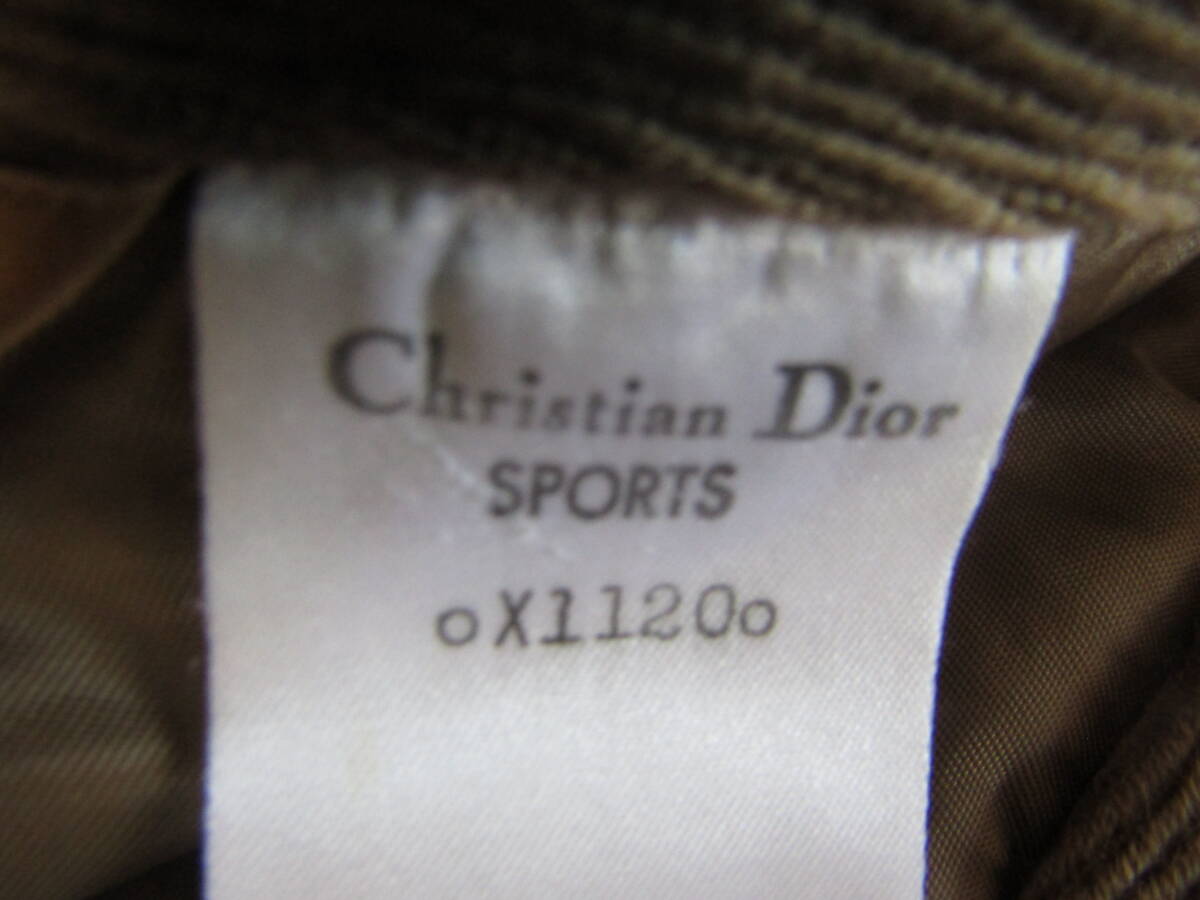 Christian Dior
SPORTS
oX1120o